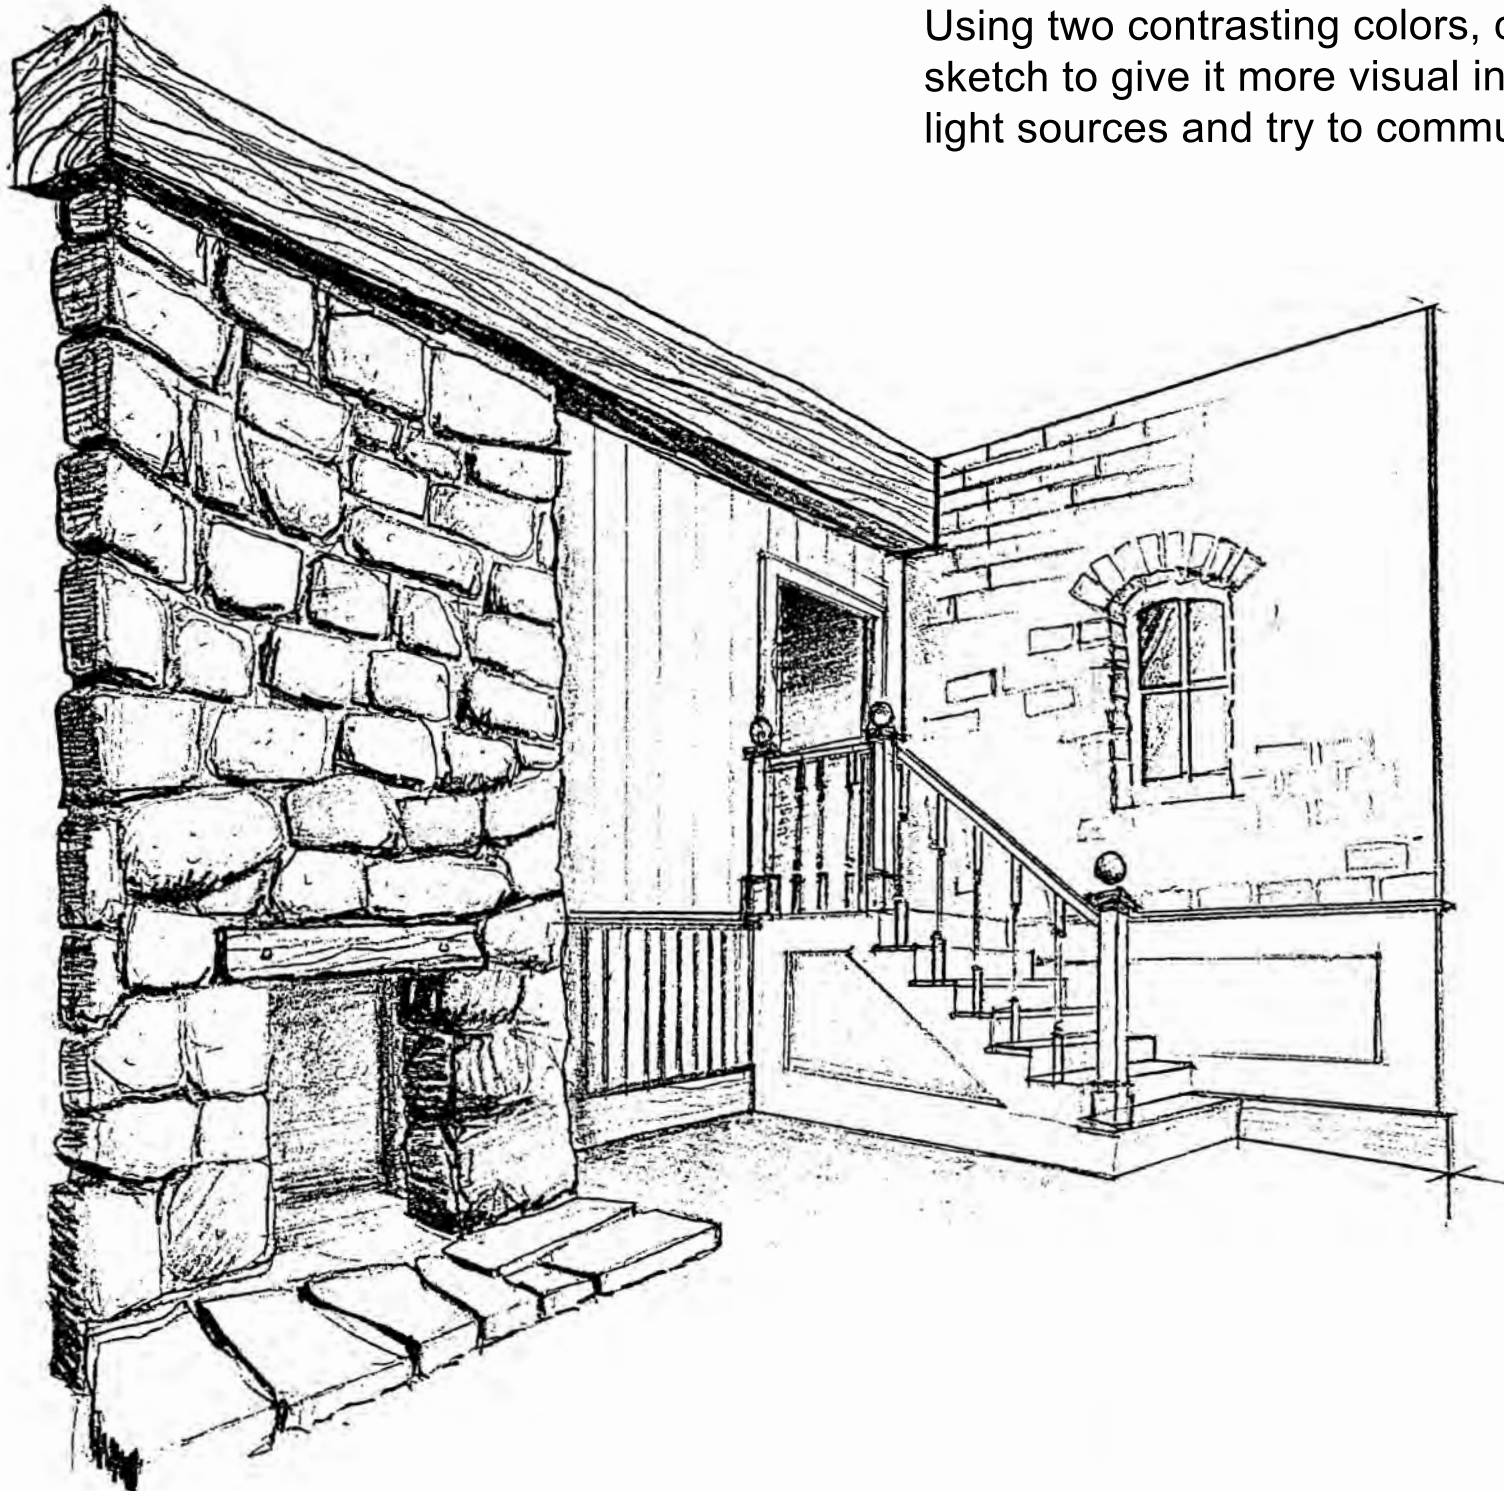 Using two contrasting colors,
sketch to give it more visual
light sources and try to